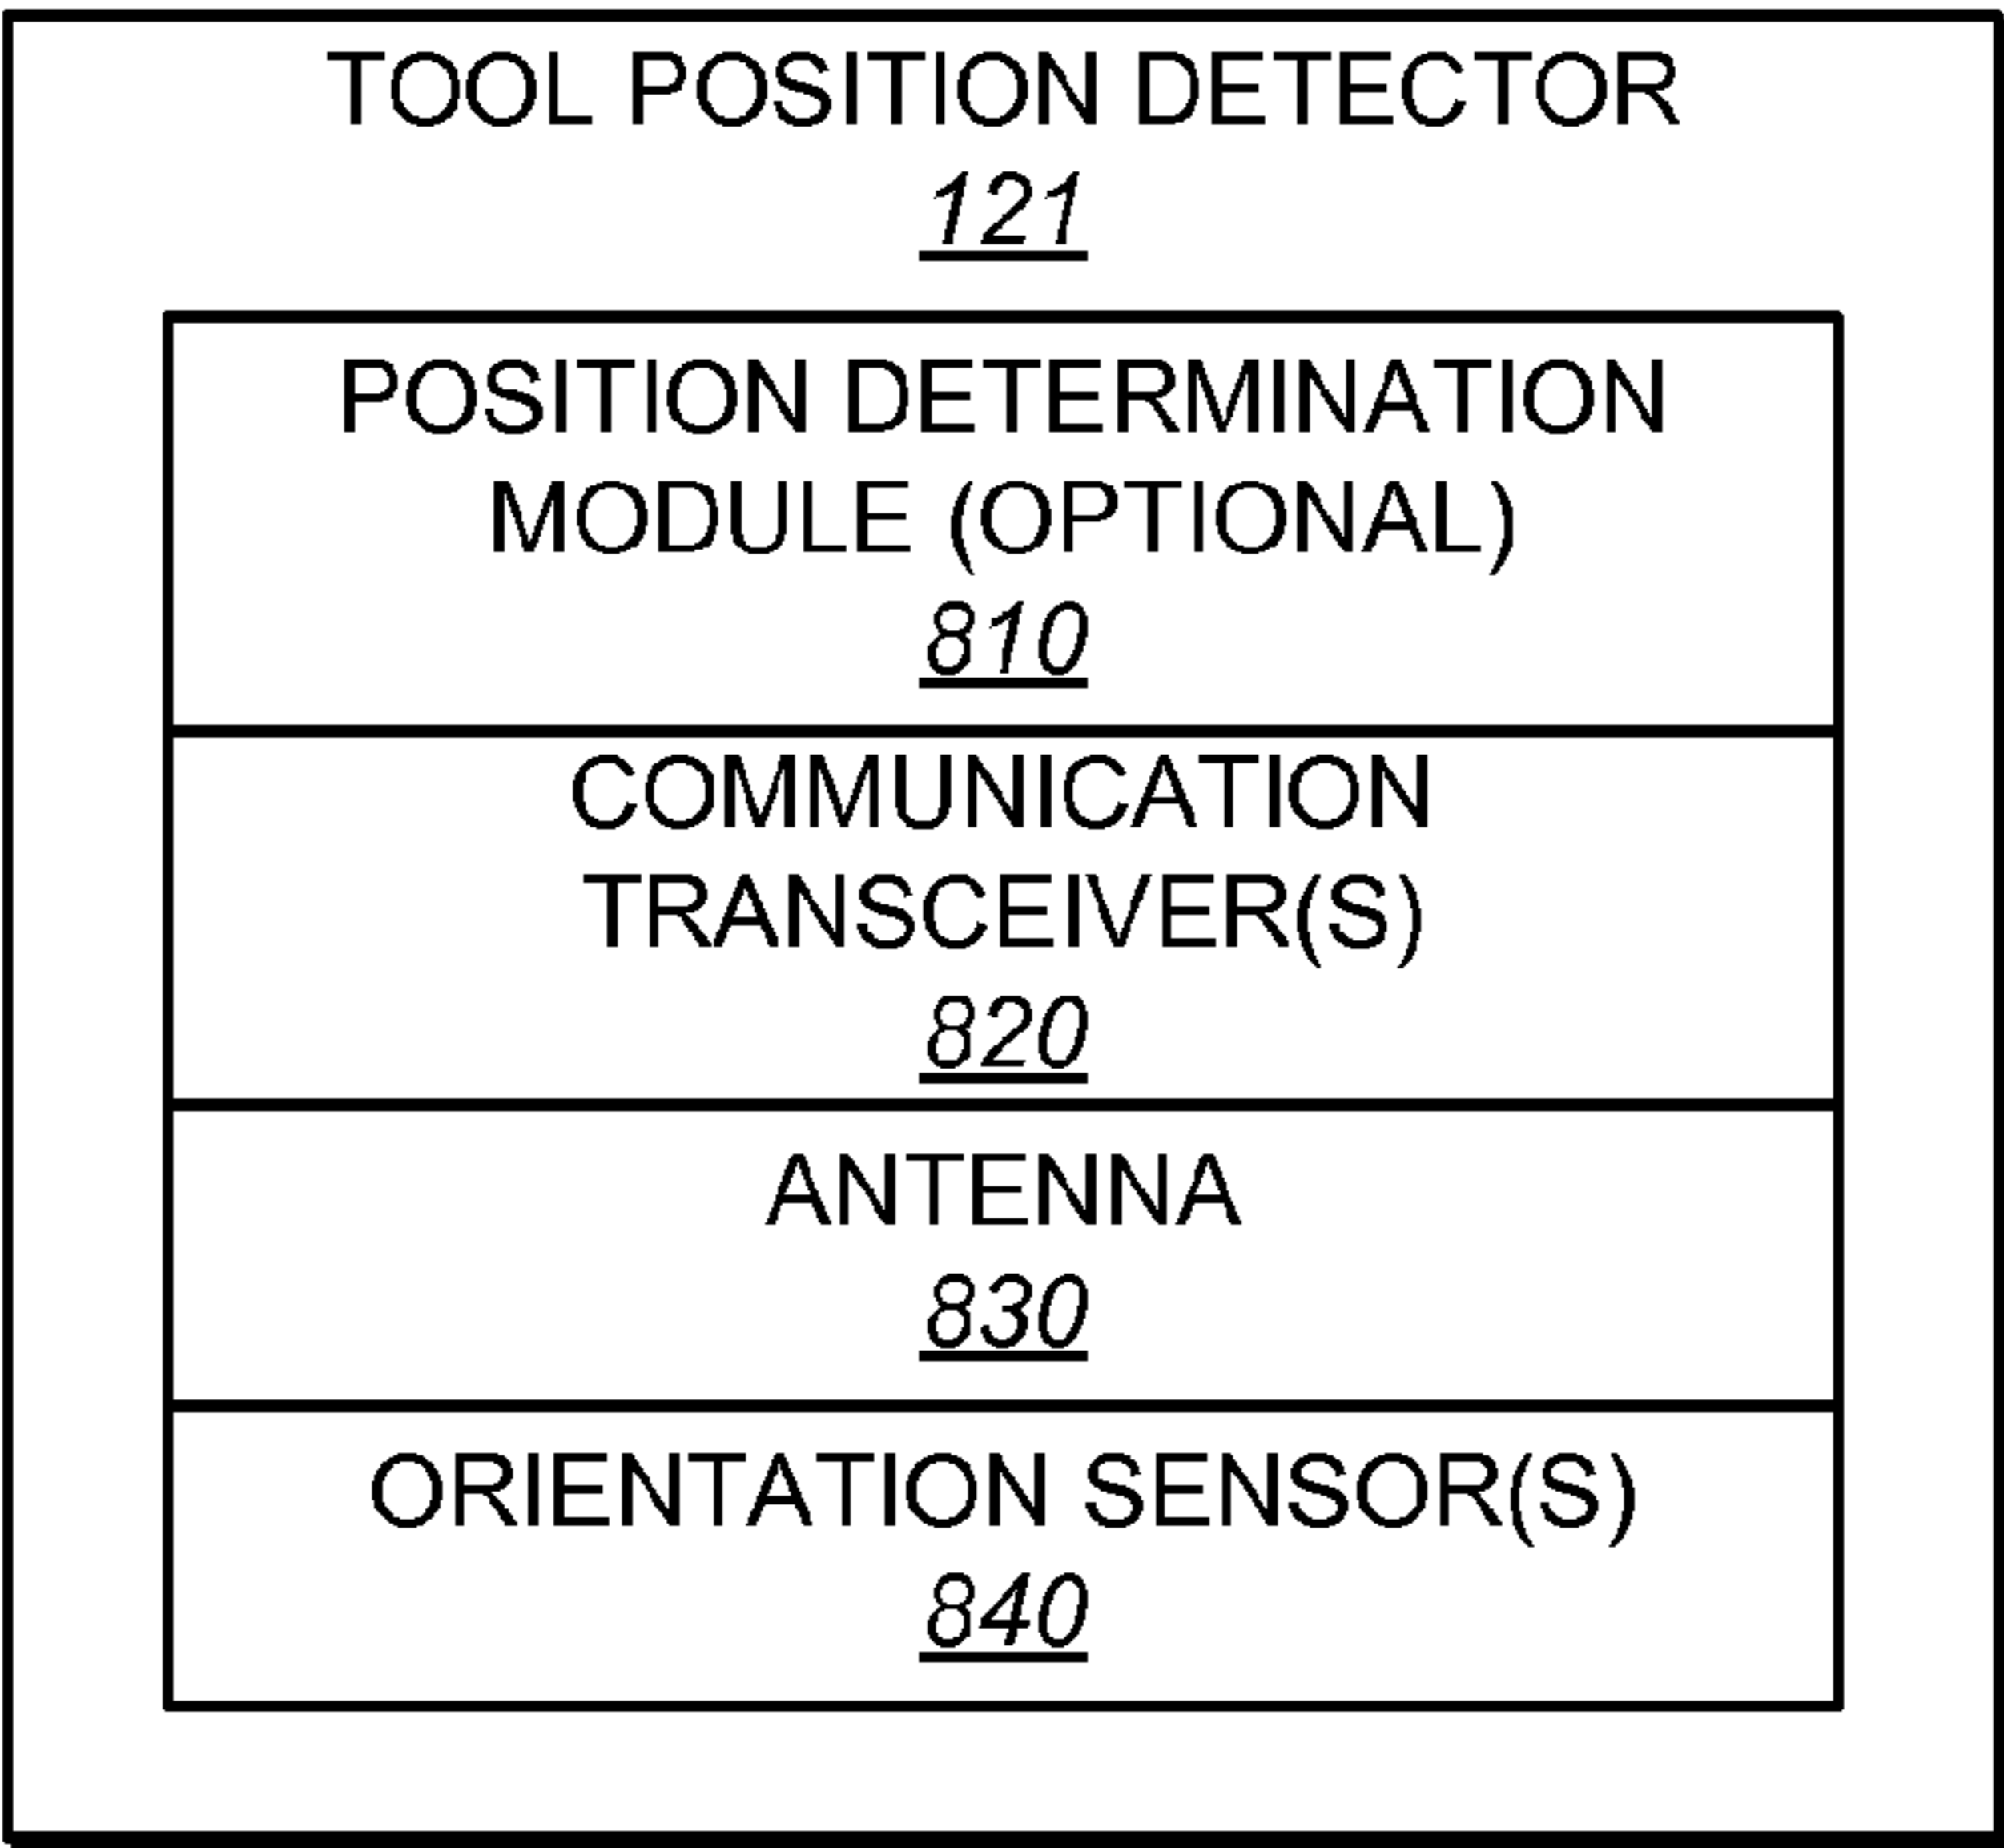 TOOL POSITION DETECTOR
121
POSITION DETERMINATION
MODULE (OPTIONAL)
810
COMMUNICATION
TRANSCEIVER(S)
820
ANTENNA
830
ORIENTATION SENSOR(S)
840